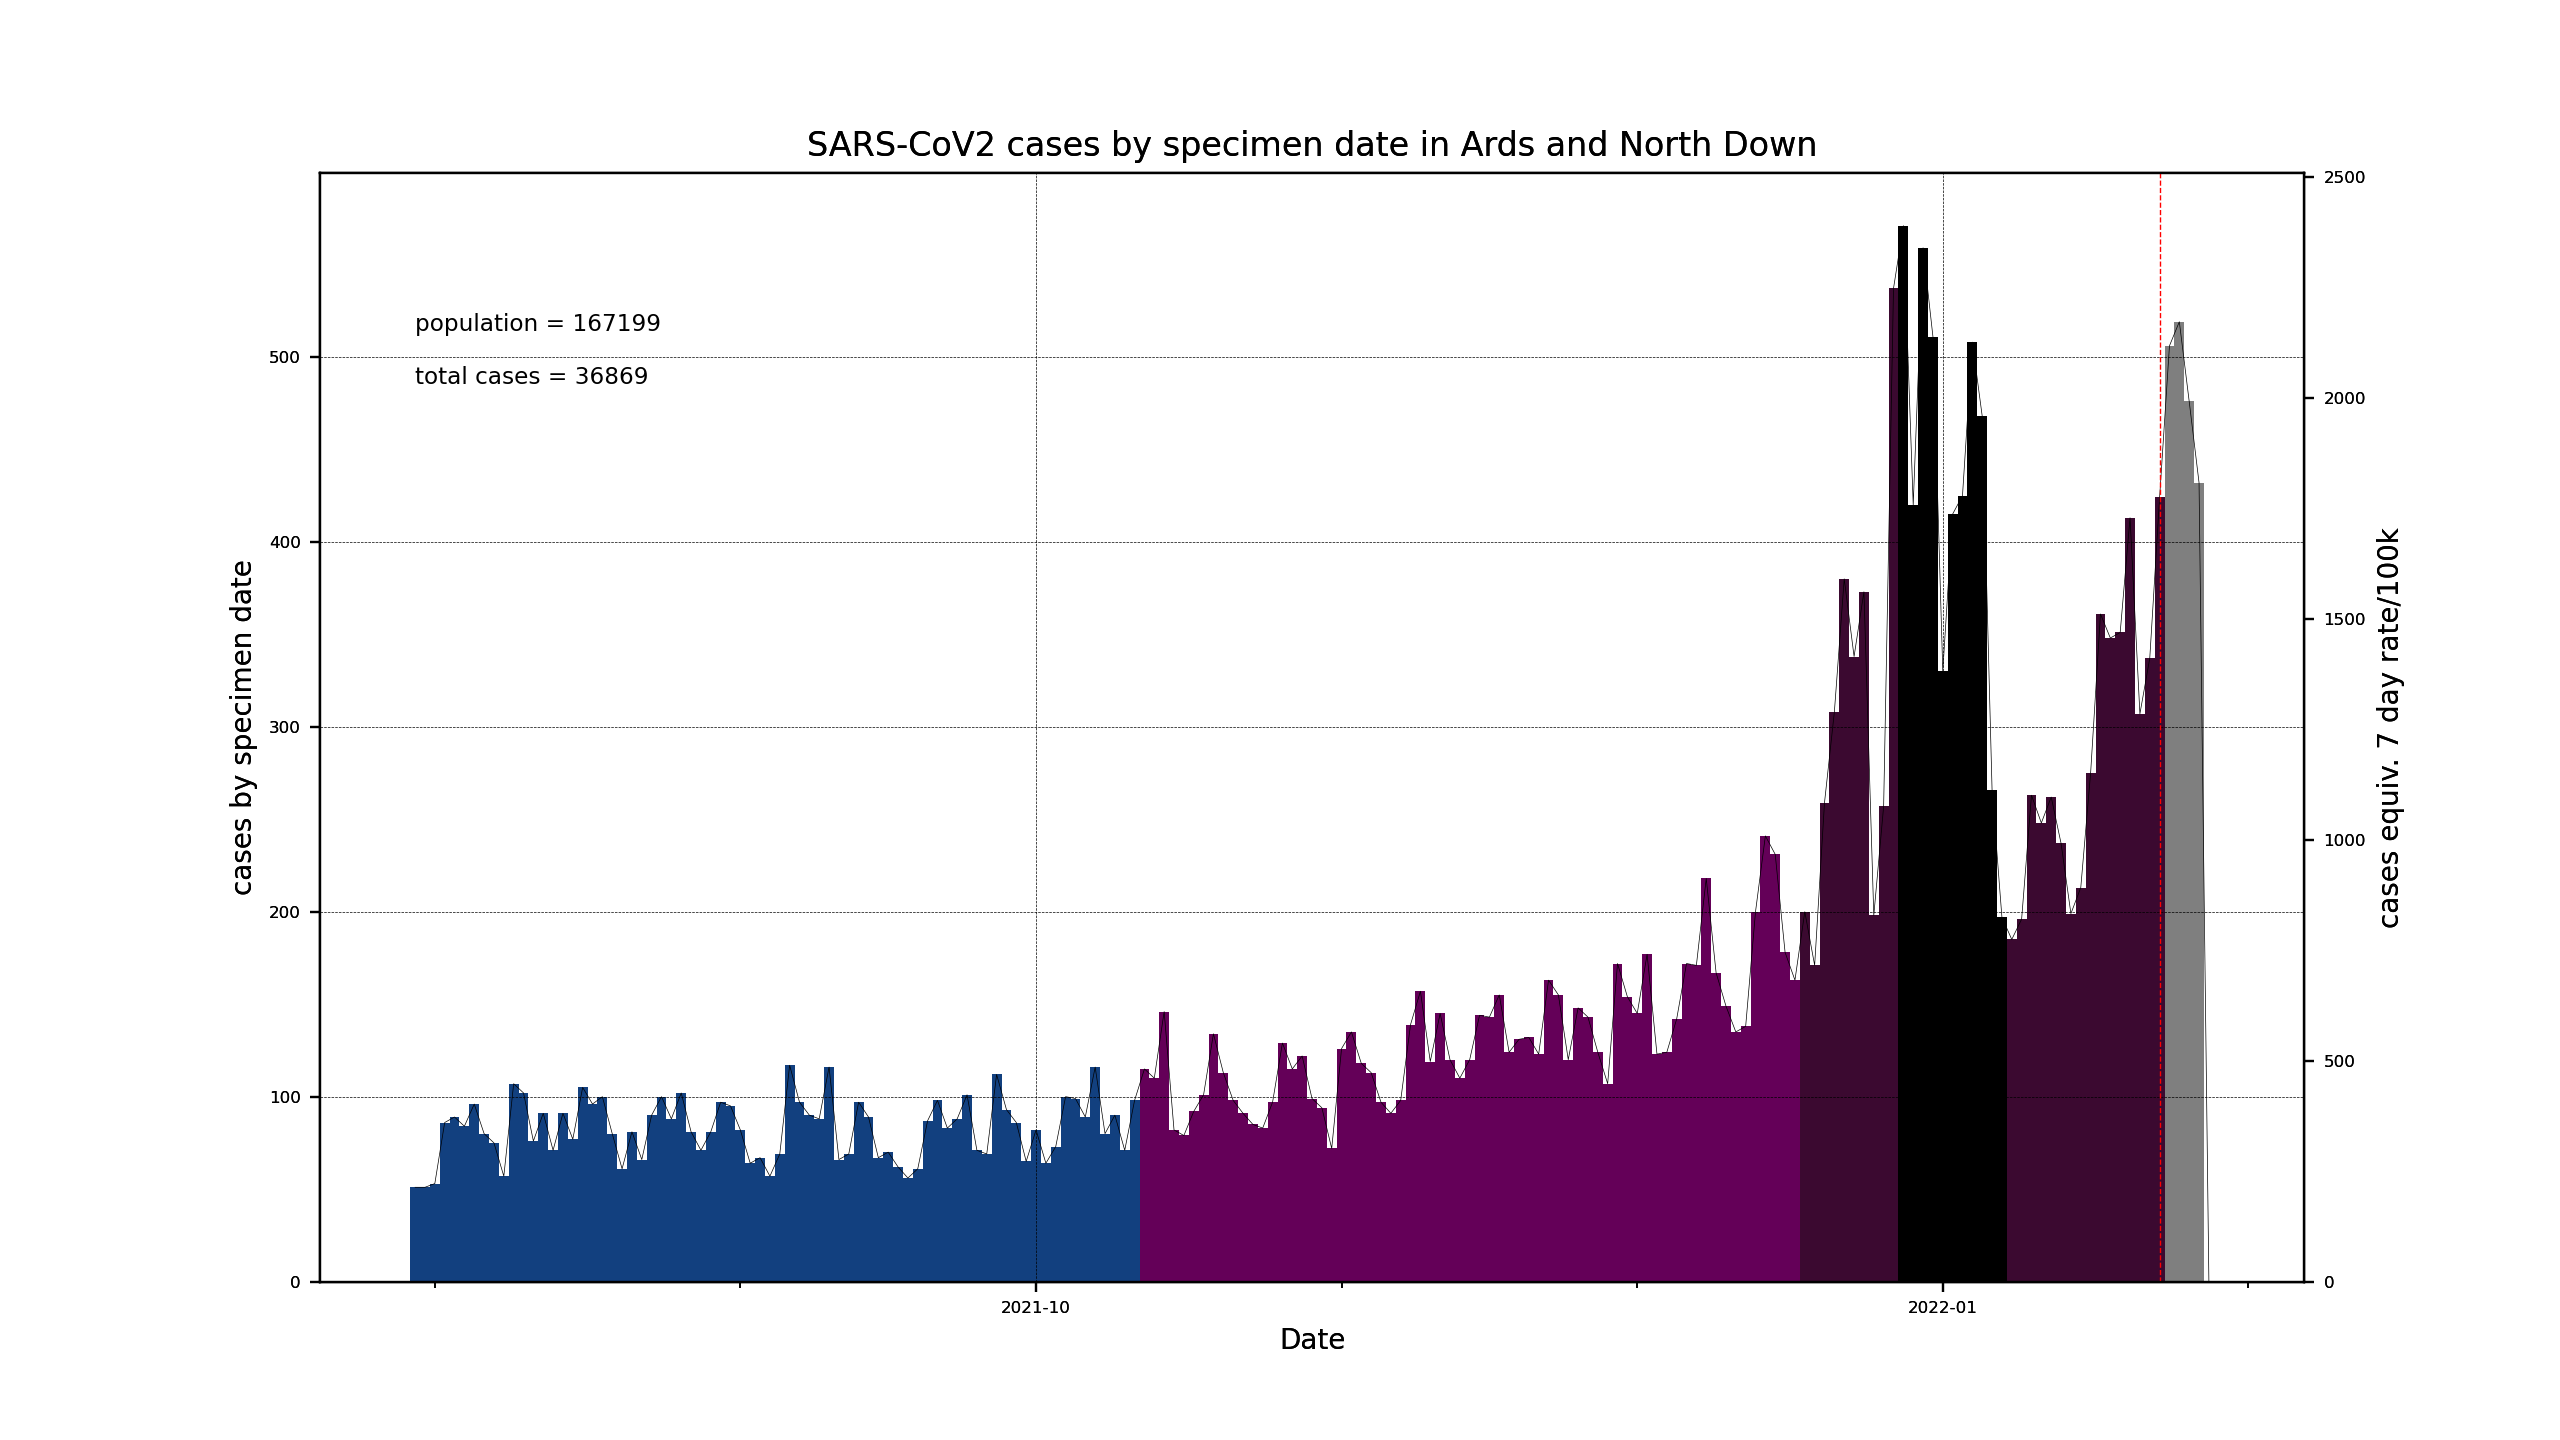 SARS-CoV2 cases by specimen date in Ards and North Down
population = 167199
total cases = 36869
cases by specimen date
500
400
300
200
100
0
2500
2000
1500
1000
500
0
cases equiv. 7 day rate/100k
2021-10
2022-01
Date